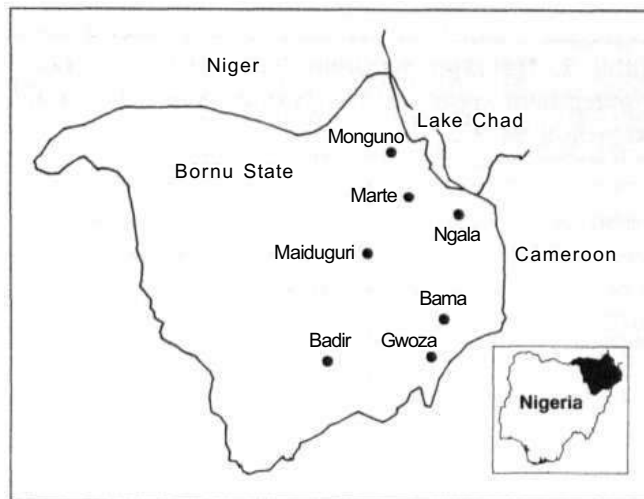 Niger
Lake Chad
Monguno
Bornu State
Marte
Ngala
Maiduguri
Cameroon
Bama
Badir
Gwoza
Nigeria